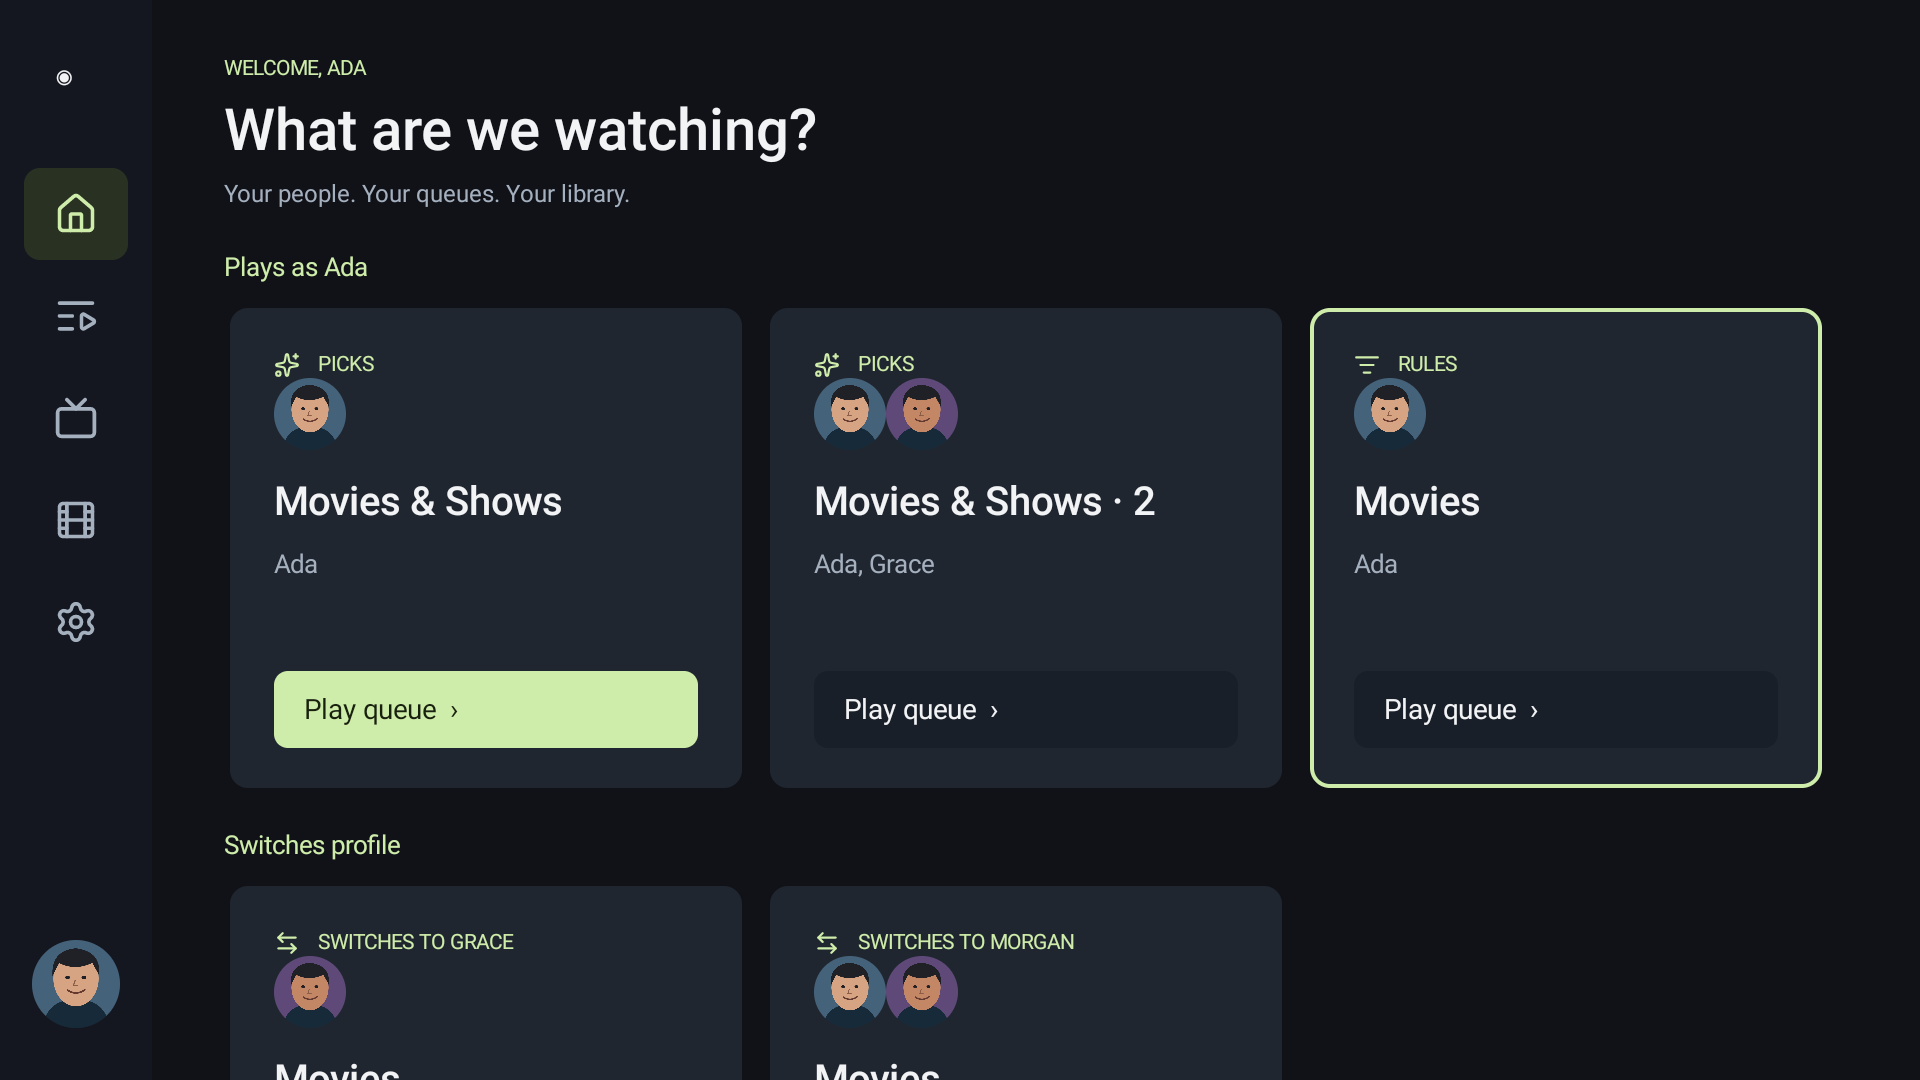 WELCOME, ADA
What are we watching?
Your people. Your queues. Your library.
Plays as Ada
PICKS
Movies & Shows
Ada
Play queue ›
PICKS
Movies & Shows · 2
Ada, Grace
Play queue ›
RULES
Movies
Ada
Play queue ›
Switches profile
SWITCHES TO GRACE
Movies
SWITCHES TO MORGAN
Movies